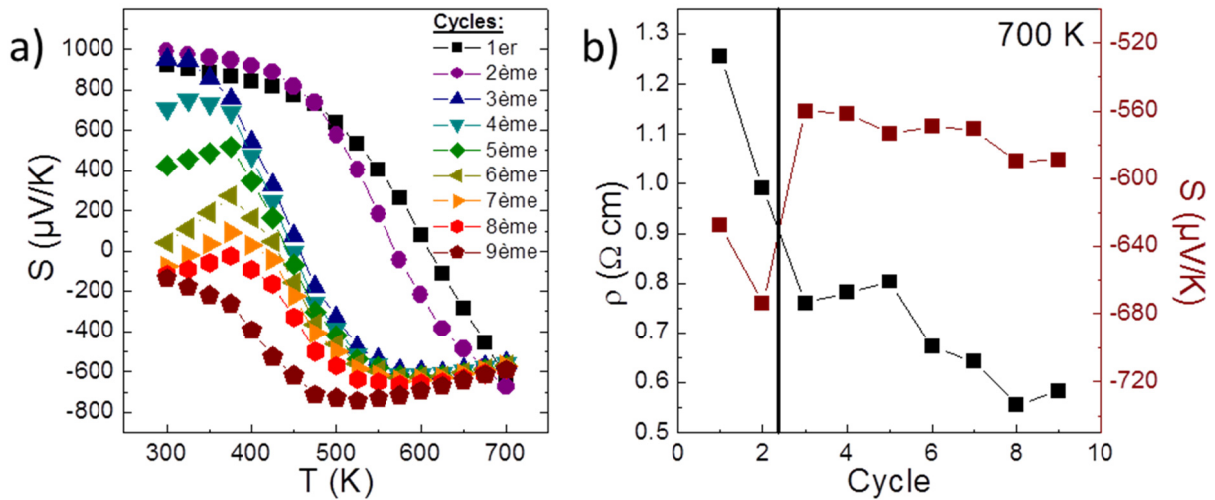 a)
S (µV/K)
1000
800
600
400
200
0
-200
-400
-600
-800
300
400
500
600
700
T (K)
Cycles:
1er
2ème
3ème
4ème
5ème
6ème
7ème
8ème
9ème
b)
700 K
ρ (Ω cm)
1.3
1.2
1.1
1.0
0.9
0.8
0.7
0.6
0.5
0
2
4
6
8
10
Cycle
-520
-560
-600
-640
-680
-720
S (µV/K)